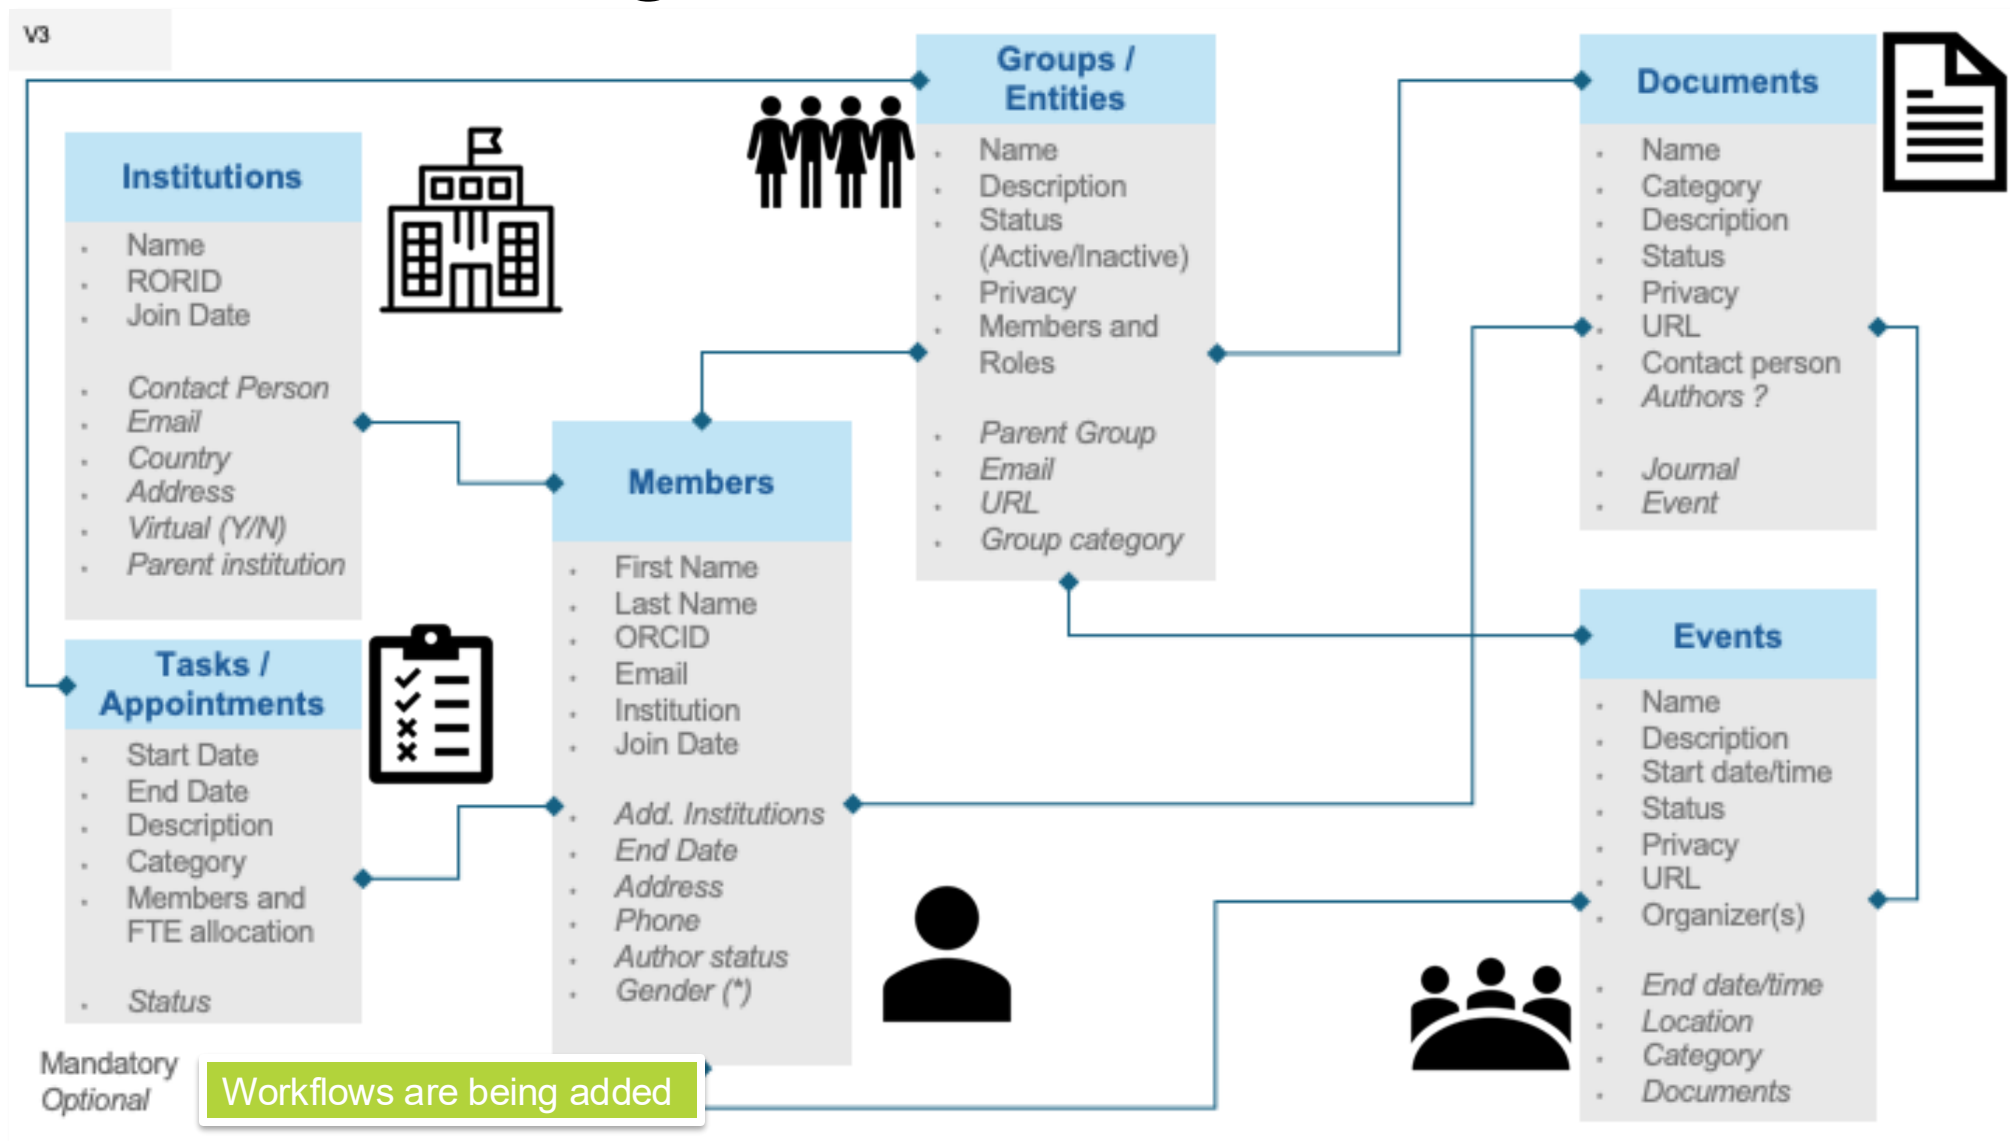 V3
Institutions
Name
RORID
Join Date
Contact Person
Email
Country
Address
Virtual (Y/N)
Parent institution
Tasks /
Appointments
Start Date
End Date
Description
Category
Members and
FTE allocation
Status
Mandatory
Optional
Workflows are being added
Members
First Name
Last Name
ORCID
Email
Institution
Join Date
Add. Institutions
End Date
Address
Phone
Author status
Gender (*)
Groups /
Entities
Name
Description
Status
(Active/Inactive)
Privacy
Members and
Roles
Parent Group
Email
URL
Group category
Documents
Name
Category
Description
Status
Privacy
URL
Contact person
Authors ?
Journal
Event
Events
Name
Description
Start date/time
Status
Privacy
URL
Organizer(s)
End date/time
Location
Category
Documents